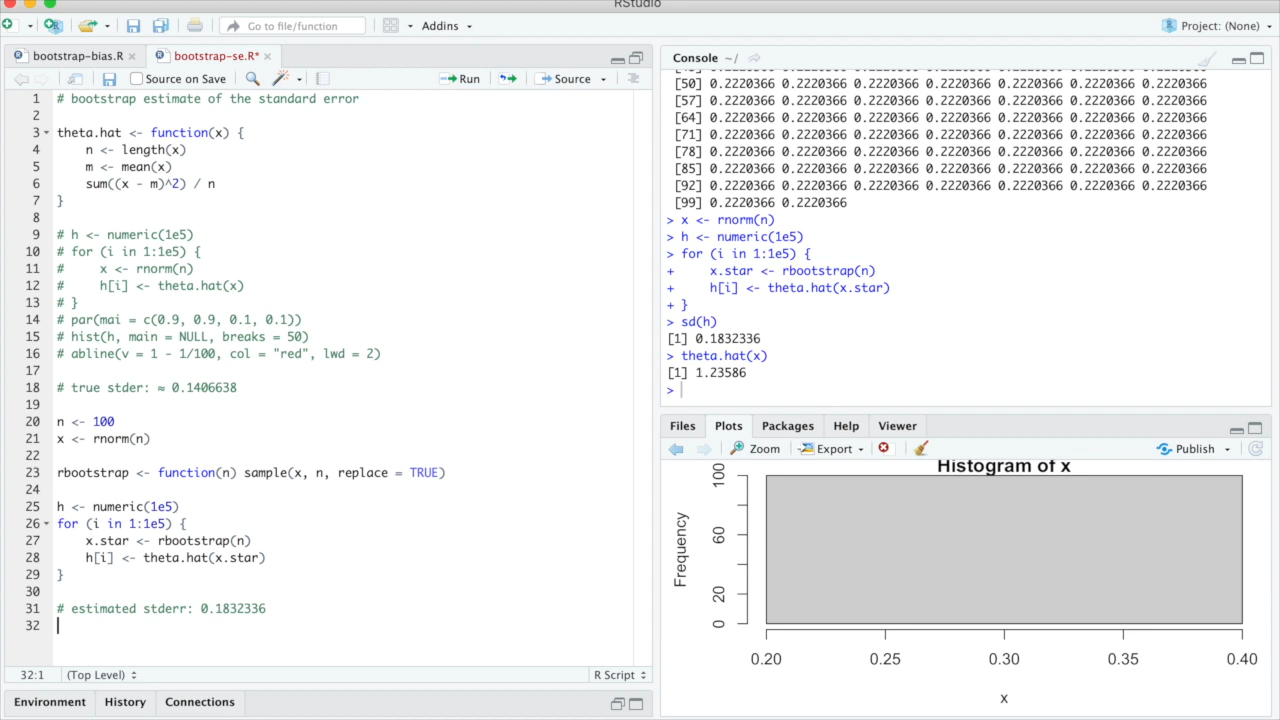 RStudio
Go to file/function
Addins
Project: (None)
bootstrap-bias.R
bootstrap-se.R*
Source on Save
Run
Source
1 # bootstrap estimate of the standard error
2
3 theta.hat <- function(x) {
4 n <- length(x)
5 m <- mean(x)
6 sum((x - m)^2) / n
7 }
8
9 # h <- numeric(1e5)
10 # for (i in 1:1e5) {
11 # x <- rnorm(n)
12 # h[i] <- theta.hat(x)
13 # }
14 # par(mai = c(0.9, 0.9, 0.1, 0.1))
15 # hist(h, main = NULL, breaks = 50)
16 # abline(v = 1 - 1/100, col = "red", lwd = 2)
17
18 # true stder: ≈ 0.1406638
19
20 n <- 100
21 x <- rnorm(n)
22
23 rbootstrap <- function(n) sample(x, n, replace = TRUE)
24
25 h <- numeric(1e5)
26 for (i in 1:1e5) {
27 x.star <- rbootstrap(n)
28 h[i] <- theta.hat(x.star)
29 }
30
31 # estimated stderr: 0.1832336
32
32:1 (Top Level) R Script
Environment History Connections
Console ~/
[50] 0.2220366 0.2220366 0.2220366 0.2220366 0.2220366 0.2220366 0.2220366
[57] 0.2220366 0.2220366 0.2220366 0.2220366 0.2220366 0.2220366 0.2220366
[64] 0.2220366 0.2220366 0.2220366 0.2220366 0.2220366 0.2220366 0.2220366
[71] 0.2220366 0.2220366 0.2220366 0.2220366 0.2220366 0.2220366 0.2220366
[78] 0.2220366 0.2220366 0.2220366 0.2220366 0.2220366 0.2220366 0.2220366
[85] 0.2220366 0.2220366 0.2220366 0.2220366 0.2220366 0.2220366 0.2220366
[92] 0.2220366 0.2220366 0.2220366 0.2220366 0.2220366 0.2220366 0.2220366
[99] 0.2220366 0.2220366
> x <- rnorm(n)
> h <- numeric(1e5)
> for (i in 1:1e5) {
+ x.star <- rbootstrap(n)
+ h[i] <- theta.hat(x.star)
+ }
> sd(h)
[1] 0.1832336
> theta.hat(x)
[1] 1.23586
>
Files Plots Packages Help Viewer
Zoom Export Publish
Histogram of x
Frequency
100
60
20
0
0.20 0.25 0.30 0.35 0.40
x